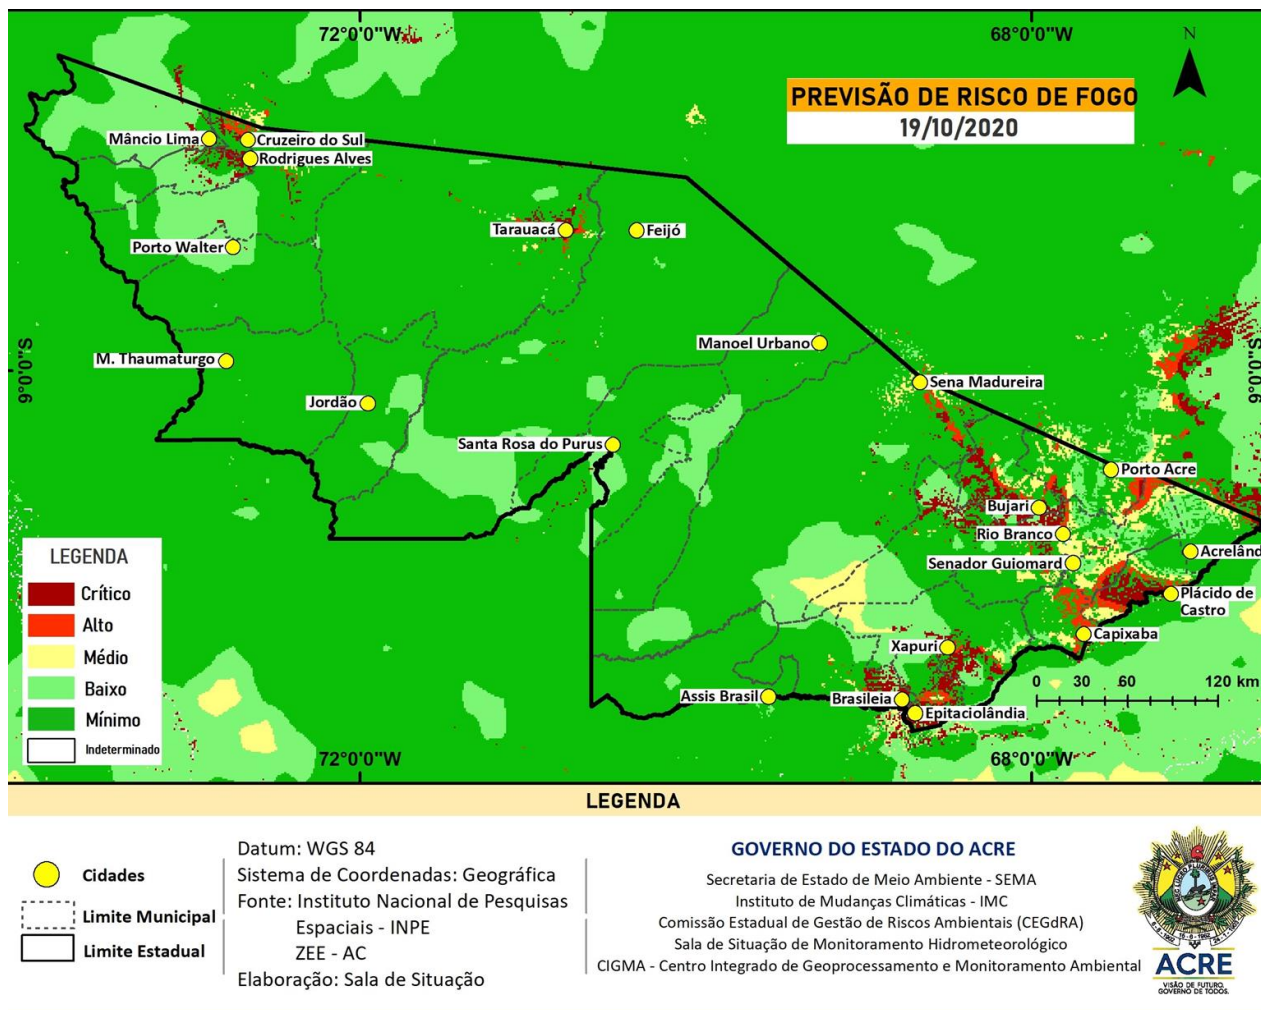 72°0'0"W
68°0'0"W
N
PREVISÃO DE RISCO DE FOGO
19/10/2020
Mâncio Lima
Cruzeiro do Sul
Rodrigues Alves
Tarauacá
Feijó
Porto Walter
Manoel Urbano
M. Thaumaturgo
9°0'0"S
9°0'0"S
Sena Madureira
Jordão
Santa Rosa do Purus
Porto Acre
Bujari
Rio Branco
Acrelând
Senador Guiomard
Plácido de
Castro
Capixaba
Xapuri
Assis Brasil
Brasileia
Epitaciolândia
0 30 60 120 km
LEGENDA
Crítico
Alto
Médio
Baixo
Mínimo
Indeterminado
72°0'0"W
68°0'0"W
LEGENDA
Cidades
Limite Municipal
Limite Estadual
Datum: WGS 84
Sistema de Coordenadas: Geográfica
Fonte: Instituto Nacional de Pesquisas
Espaciais - INPE
ZEE - AC
Elaboração: Sala de Situação
GOVERNO DO ESTADO DO ACRE
Secretaria de Estado de Meio Ambiente - SEMA
Instituto de Mudanças Climáticas - IMC
Comissão Estadual de Gestão de Riscos Ambientais (CEGdRA)
Sala de Situação de Monitoramento Hidrometeorológico
CIGMA - Centro Integrado de Geoprocessamento e Monitoramento Ambiental
ACRE
VISÃO DE FUTURO,
GOVERNO DE TODOS.